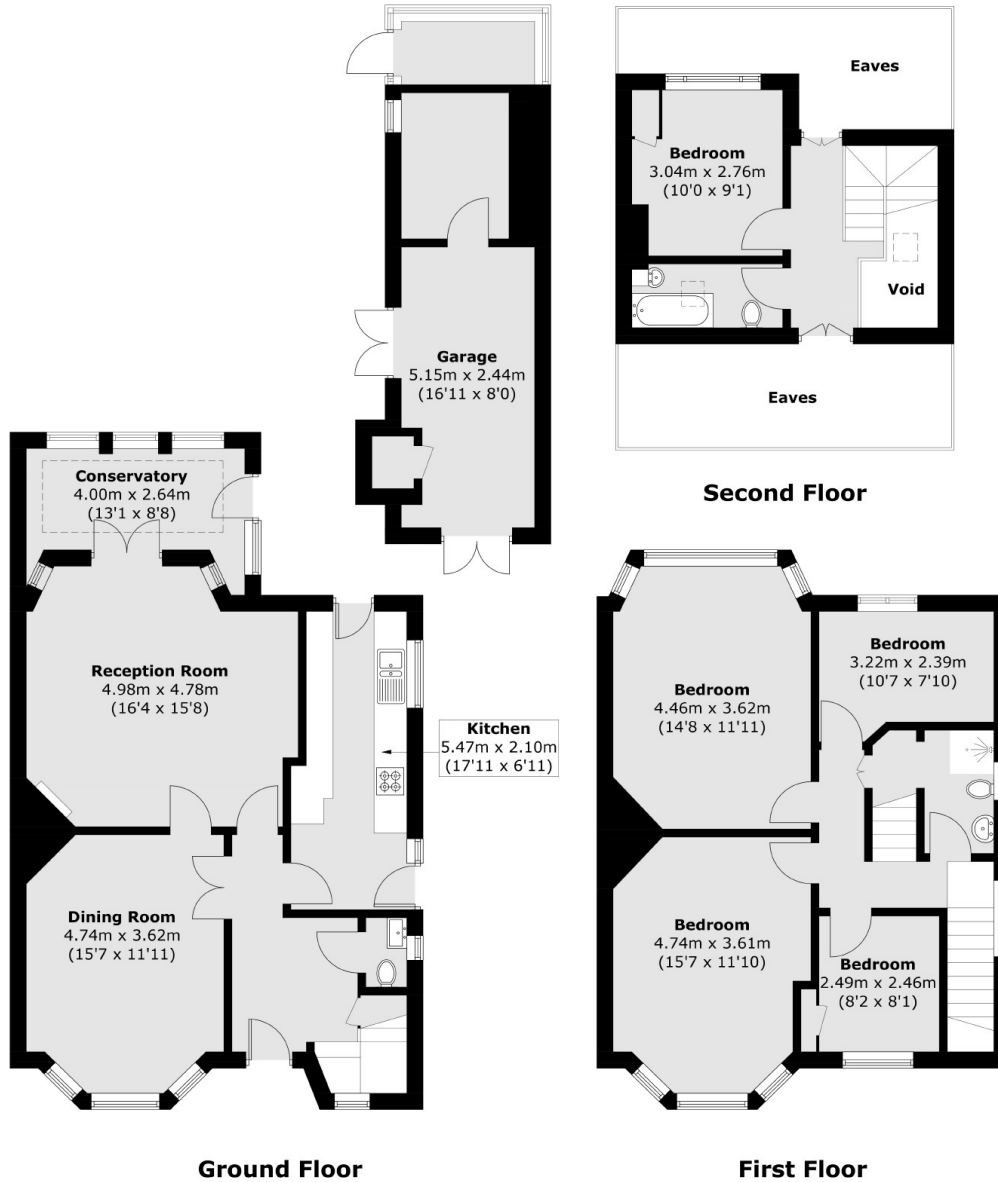 Eaves
Bedroom
3.04m x 2.76m
(10'0 x 9'1)
Void
Eaves
Second Floor
Garage
5.15m x 2.44m
(16'11 x 8'0)
Conservatory
4.00m x 2.64m
(13'1 x 8'8)
Reception Room
4.98m x 4.78m
(16'4 x 15'8)
Kitchen
5.47m x 2.10m
(17'11 x 6'11)
Dining Room
4.74m x 3.62m
(15'7 x 11'11)
Ground Floor
Bedroom
3.22m x 2.39m
(10'7 x 7'10)
Bedroom
4.46m x 3.62m
(14'8 x 11'11)
Bedroom
4.74m x 3.61m
(15'7 x 11'10)
Bedroom
2.49m x 2.46m
(8'2 x 8'1)
First Floor